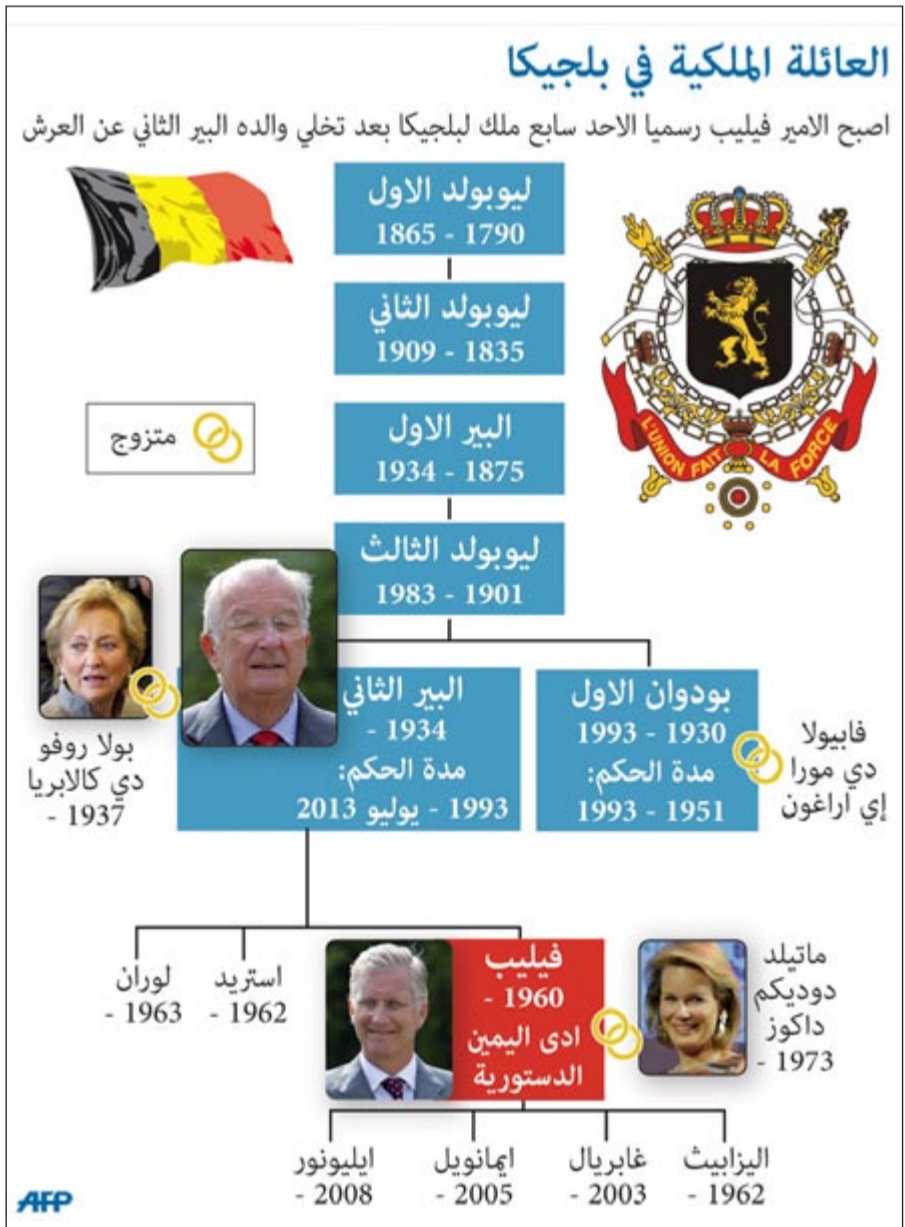 العائلة الملكية في بلجيكا
اصبح الامير فيليب رسميا الاحد سابع ملك لبلجيكا بعد تخلي والده البير الثاني عن العرش
ليوبولد الاول
1790 - 1865
ليوبولد الثاني
1835 - 1909
متزوج
البير الاول
1875 - 1934
L'UNION FAIT LA FORCE
ليوبولد الثالث
1901 - 1983
بودوان الاول
1930 - 1993
مدة الحكم:
1951 - 1993
فابيولا
دي مورا
إي اراغون
البير الثاني
1934 -
مدة الحكم:
1993 - يوليو 2013
بولا روفو
دي كالابريا
1937 -
ماتيلد
دوديكم
داكوز
1973 -
فيليب
1960 -
ادى اليمين
الدستورية
استريد
1962 -
لوران
1963 -
اليزابيث
1962 -
غابريال
2003 -
ايمانويل
2005 -
ايليونور
2008 -
AFP